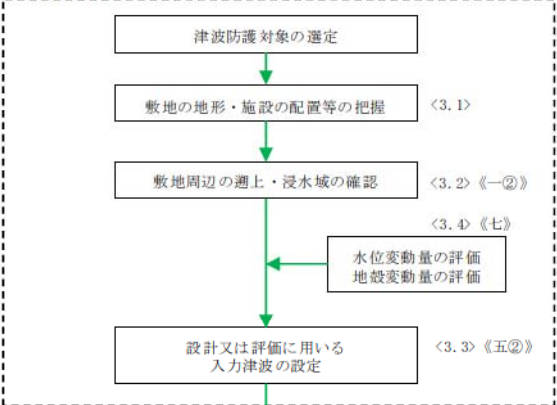 津波防護対象の選定
敷地の地形・施設の配置等の把握
<3.1>
敷地周辺の遡上・浸水域の確認
<3.2>《一②》
<3.4>《七》
水位変動量の評価
地殻変動量の評価
設計又は評価に用いる
入力津波の設定
<3.3>《五②》